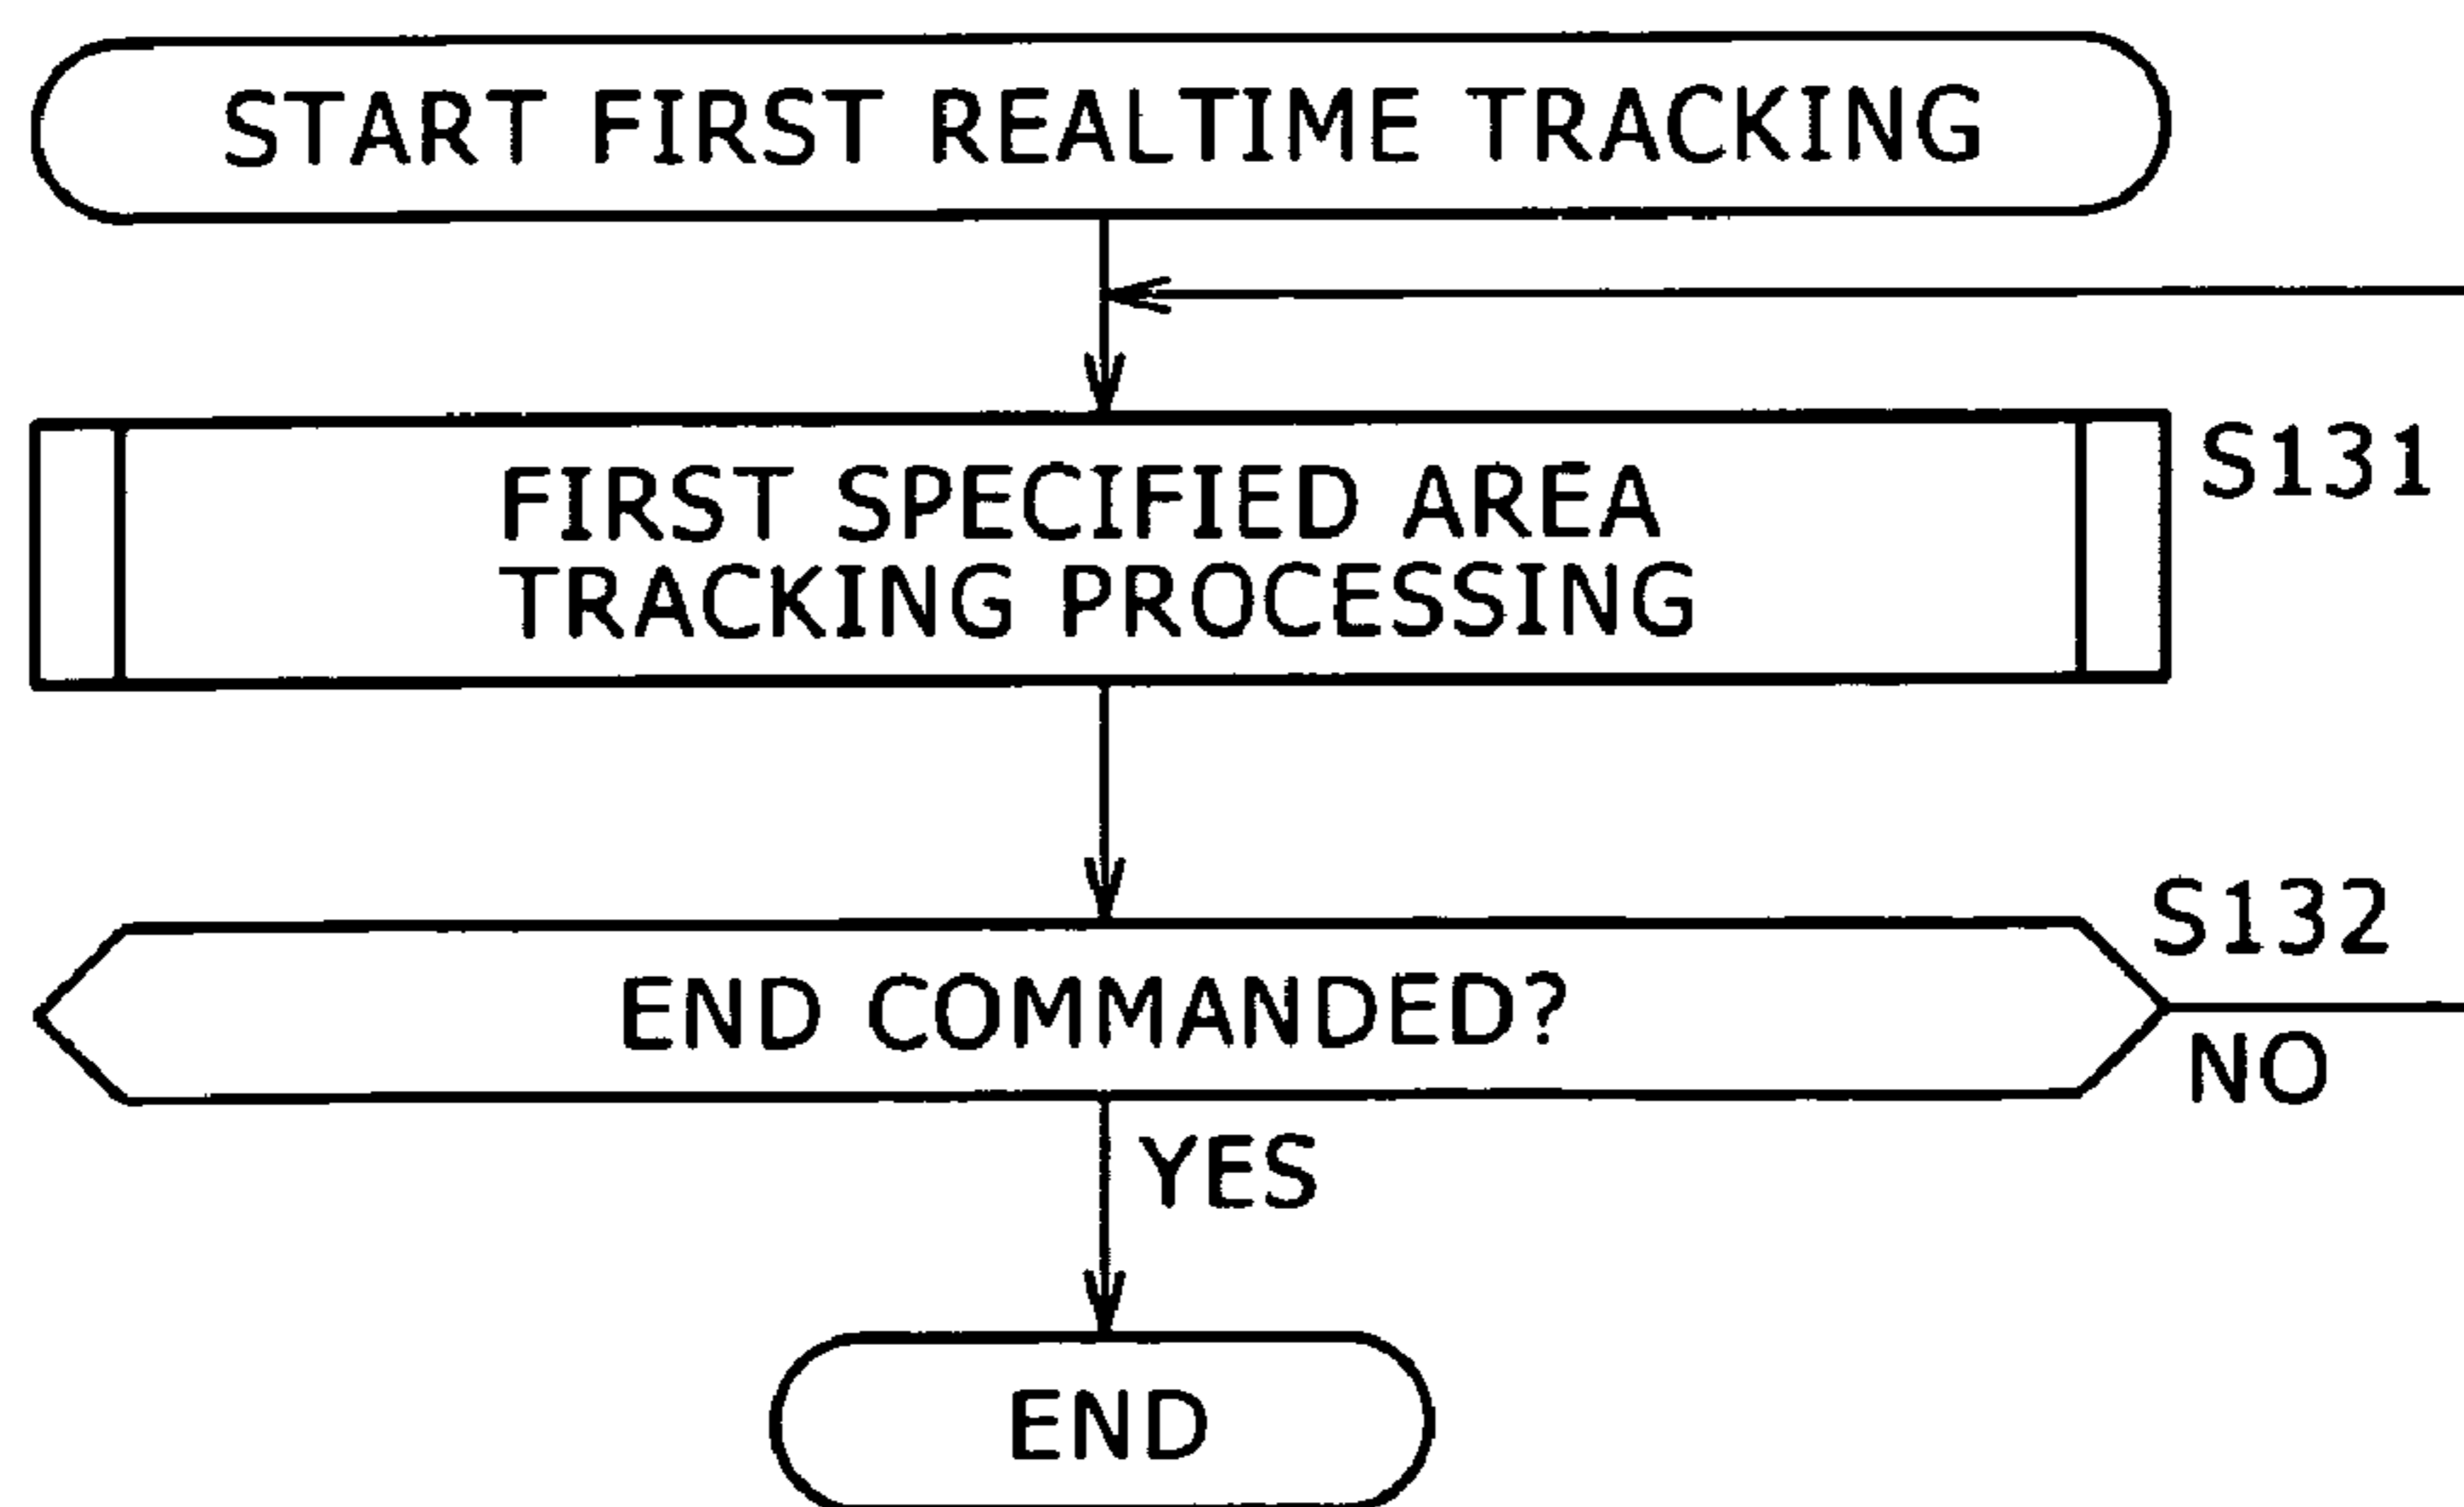 START FIRST REALTIME TRACKING
FIRST SPECIFIED AREA
TRACKING PROCESSING
S131
END COMMANDED?
S132
NO
YES
END